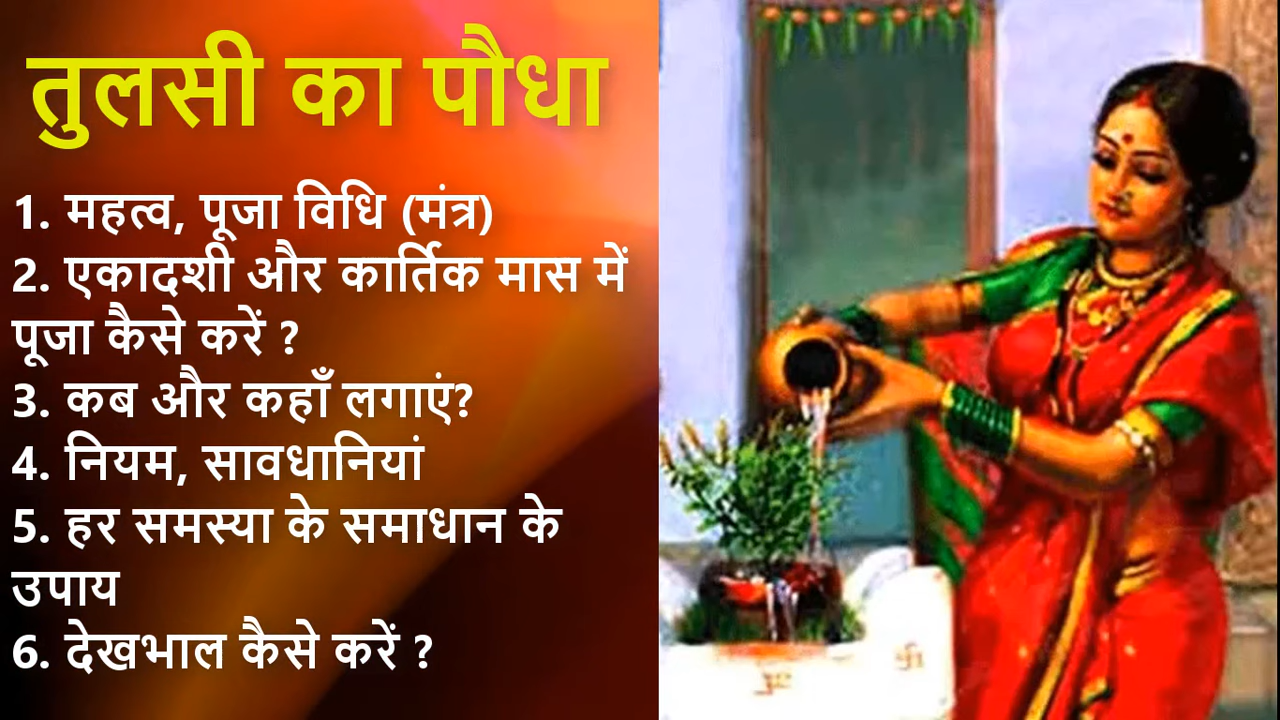 तुलसी का पौधा
1. महत्व, पूजा विधि (मंत्र)
2. एकादशी और कार्तिक मास में
पूजा कैसे करें ?
3. कब और कहाँ लगाएं?
4. नियम, सावधानियां
5. हर समस्या के समाधान के
उपाय
6. देखभाल कैसे करें ?